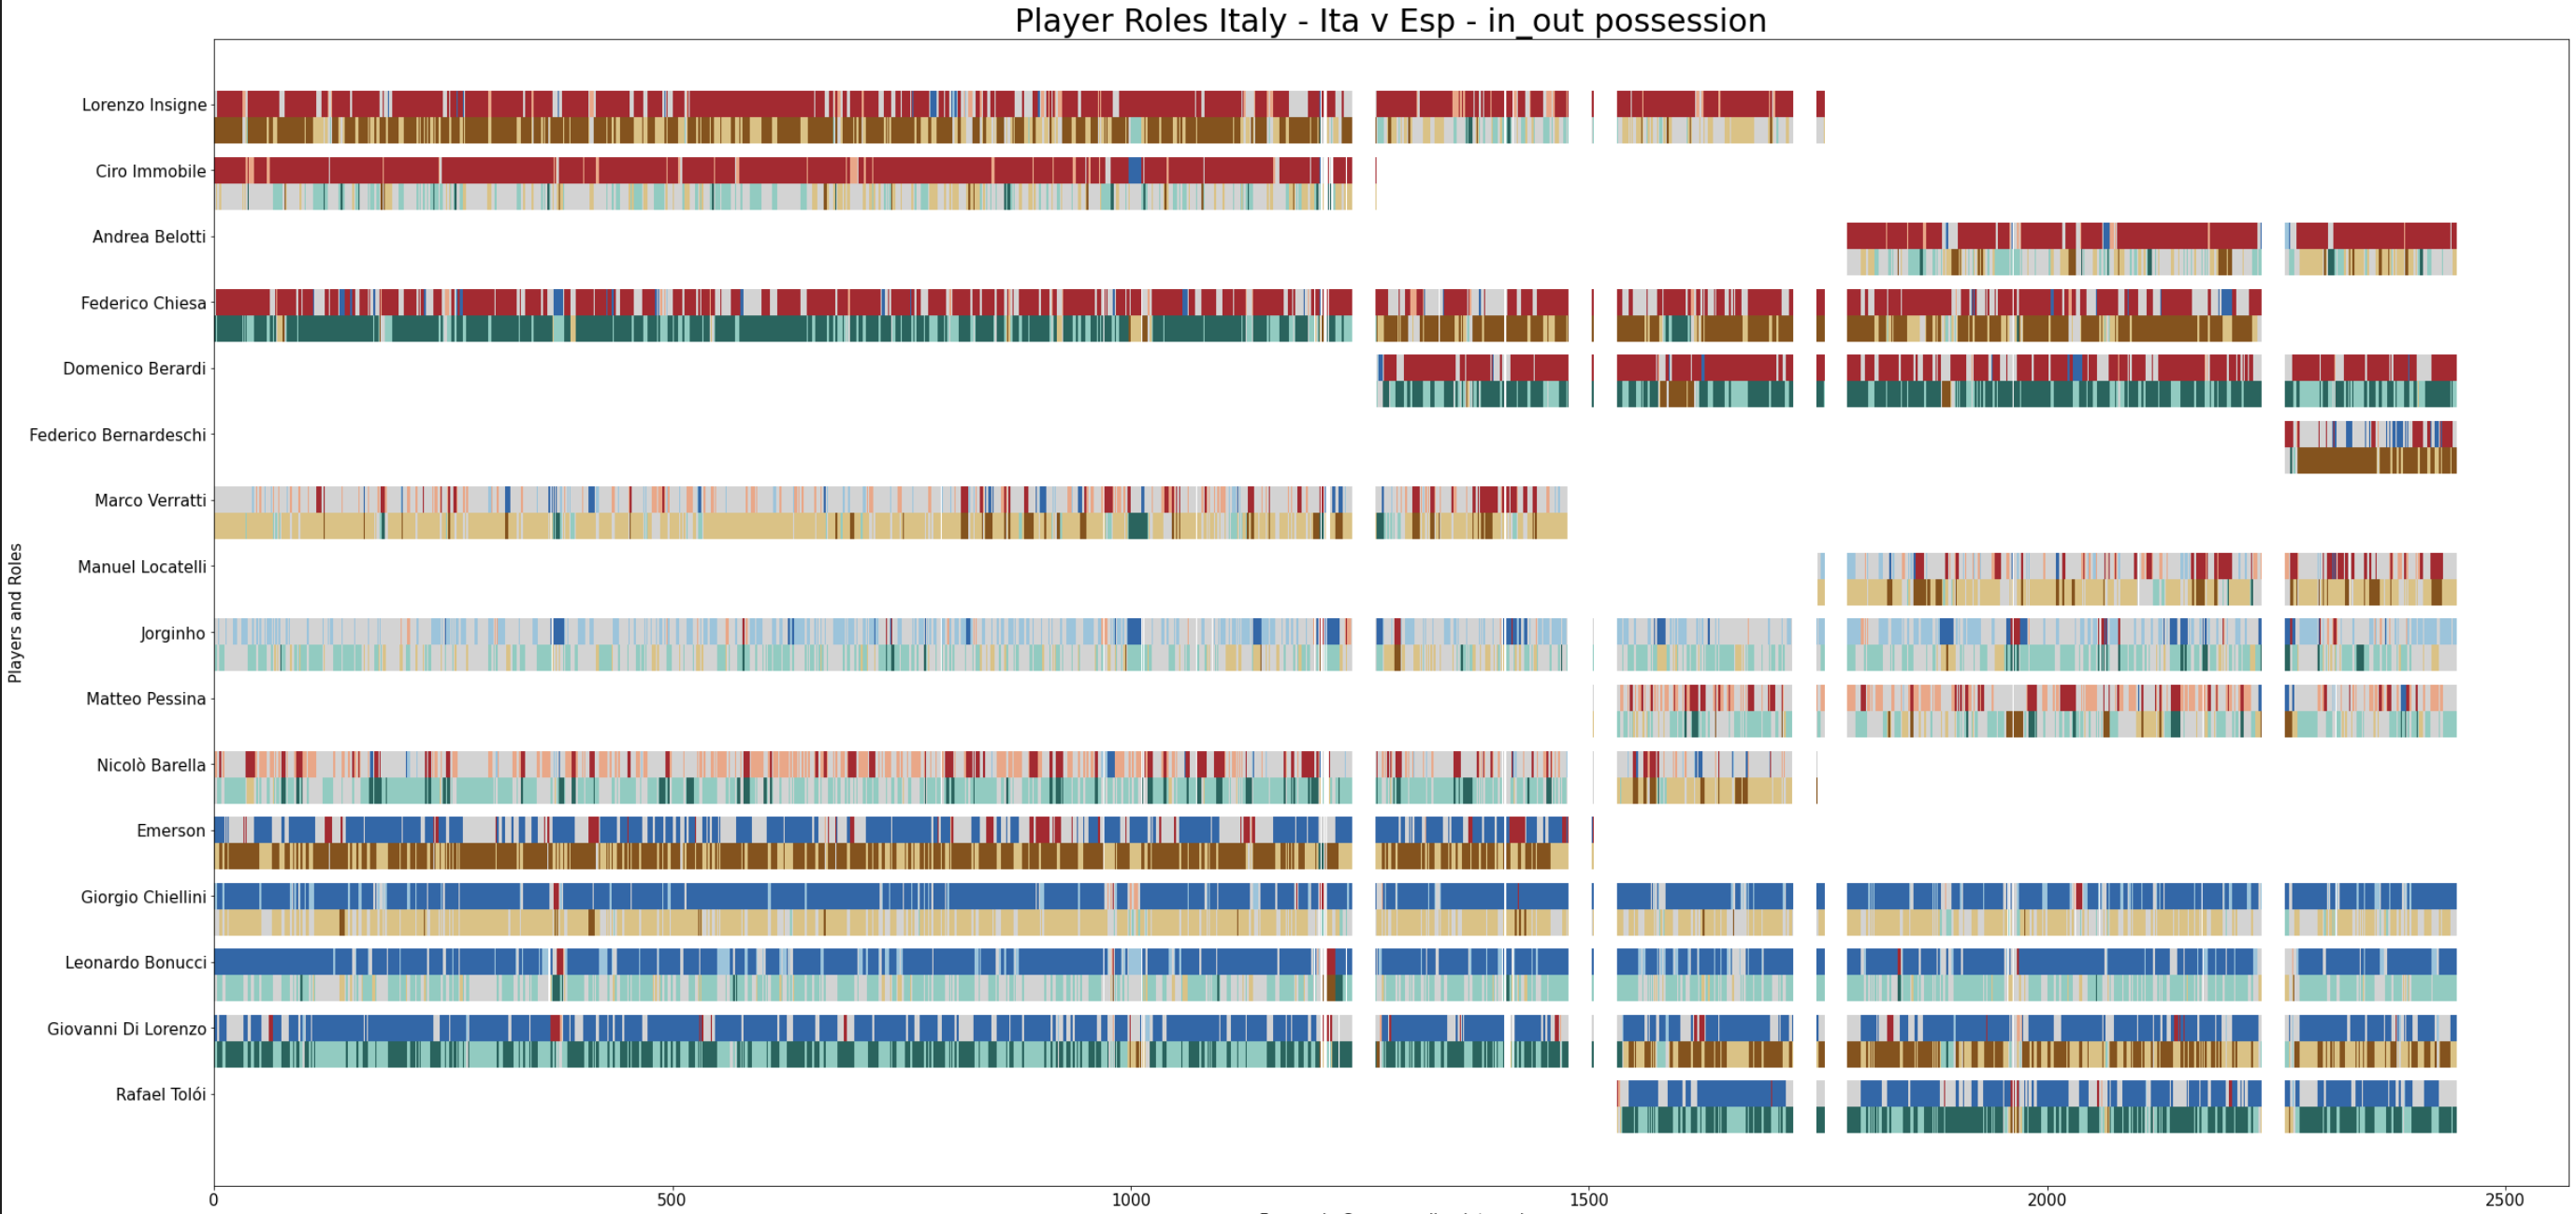 Player Roles Italy - Ita v Esp - in_out possession
Players and Roles
Lorenzo Insigne
Ciro Immobile
Andrea Belotti
Federico Chiesa
Domenico Berardi
Federico Bernardeschi
Marco Verratti
Manuel Locatelli
Jorginho
Matteo Pessina
Nicolò Barella
Emerson
Giorgio Chiellini
Leonardo Bonucci
Giovanni Di Lorenzo
Rafael Tolói
0 500 1000 1500 2000 2500